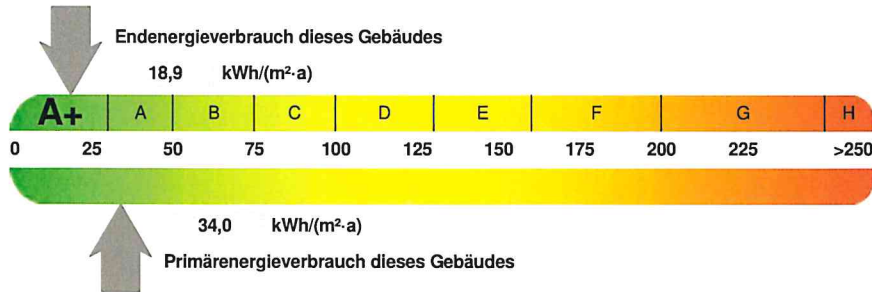 Endenergieverbrauch dieses Gebäudes
18,9 kWh/(m²·a)
A+ A B C D E F G H
0 25 50 75 100 125 150 175 200 225 >250
34,0 kWh/(m²·a)
Primärenergieverbrauch dieses Gebäudes